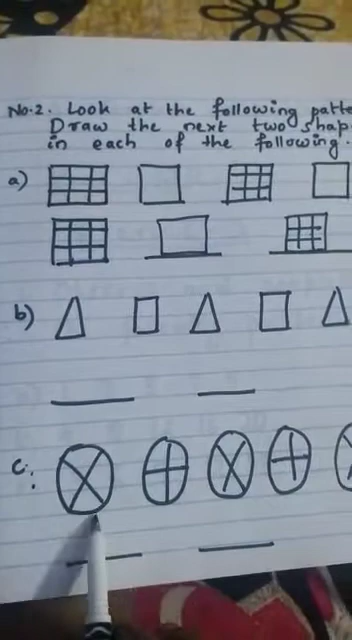 No.2. Look at the following patte
Draw the next two shap
in each of the following.
a)
b)
c.